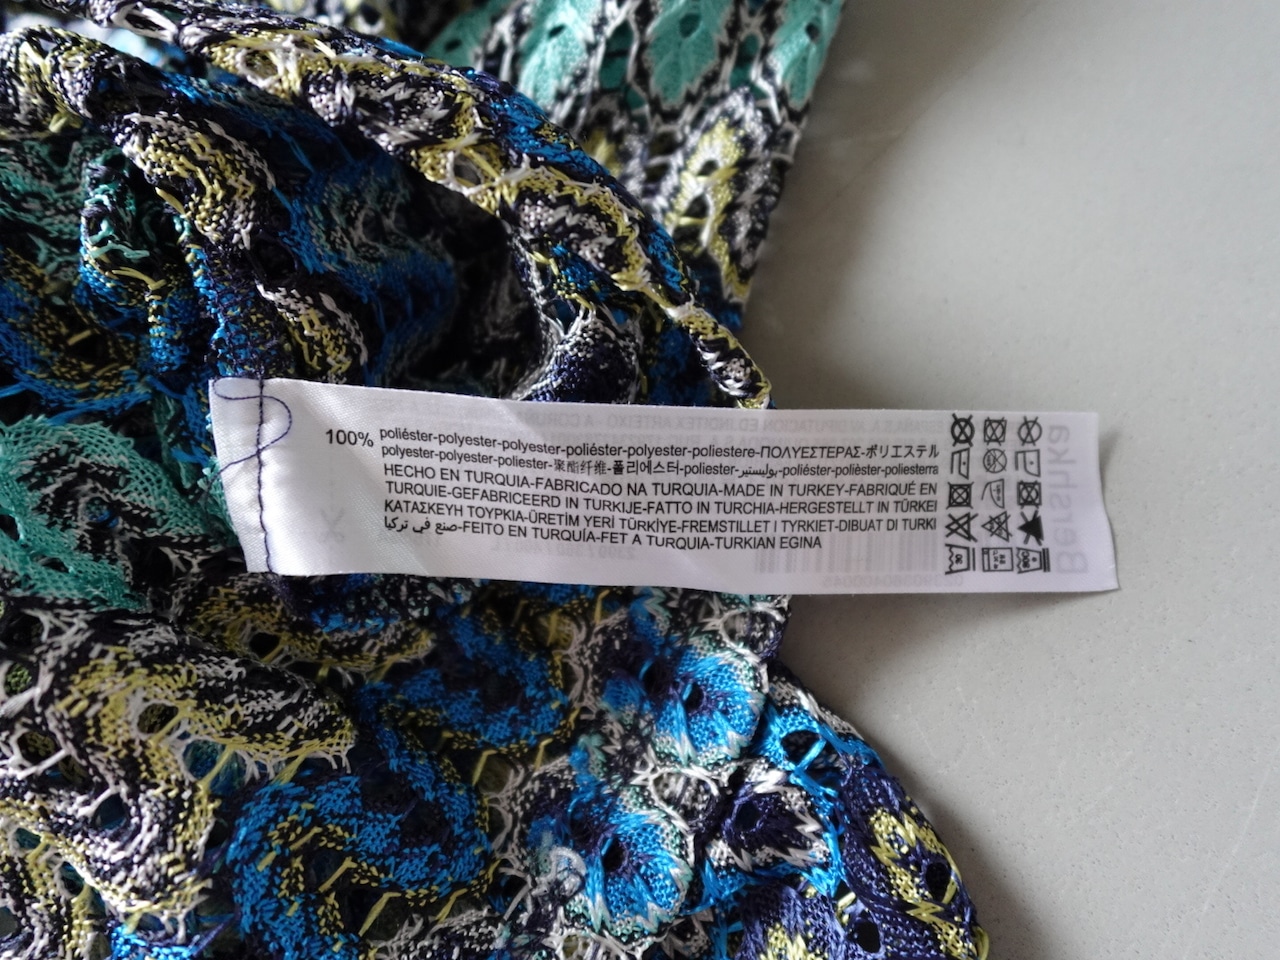 100% poliéster-polyester-polyester-poliéster-polyester-poliestere-ΠΟΛΥΕΣΤΕΡΑΣ-ポリエステル
polyester-polyester-poliester-聚酯纤维-폴리에스터-poliester-بوليستير-poliéster-polièster-poliesterra
HECHO EN TURQUIA-FABRICADO NA TURQUIA-MADE IN TURKEY-FABRIQUÉ EN
TURQUIE-GEFABRICEERD IN TURKIJE-FATTO IN TURCHIA-HERGESTELLT IN TÜRKEI
ΚΑΤΑΣΚΕΥΗ ΤΟΥΡΚΙΑ-ÜRETİM YERİ TÜRKİYE-FREMSTILLET I TYRKIET-DIBUAT DI TURKI
صنع في تركيا-FEITO EN TURQUÍA-FET A TURQUIA-TURKIAN EGINA
Bershka